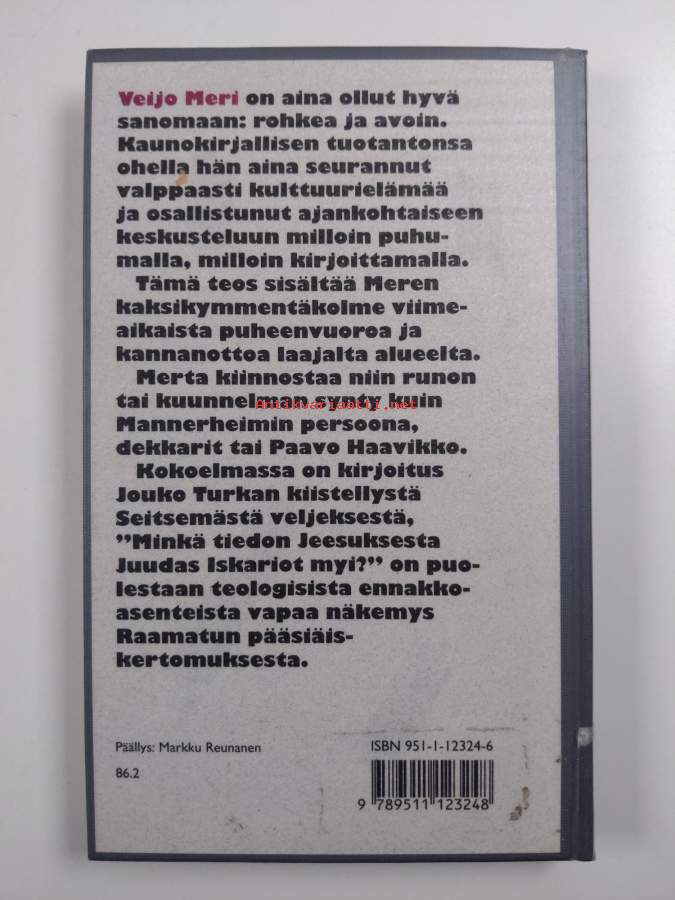 Veijo Meri on aina ollut hyvä
sanomaan: rohkea ja avoin.
Kaunokirjallisen tuotantonsa
ohella hän aina seurannut
valppaasti kulttuurielämää
ja osallistunut ajankohtaiseen
keskusteluun milloin puhu-
malla, milloin kirjoittamalla.
Tämä teos sisältää Meren
kaksikymmentäkolme viime-
aikaista puheenvuoroa ja
kannanottoa laajalta alueelta.
Merta kiinnostaa niin runon
tai kuunnelman synty kuin
Antikvariaatti.net
Mannerheimin persoona,
dekkarit tai Paavo Haavikko.
Kokoelmassa on kirjoitus
Jouko Turkan kiistellystä
Seitsemästä veljeksestä,
”Minkä tiedon Jeesuksesta
Juudas Iskariot myi?” on puo-
lestaan teologisista ennakko-
asenteista vapaa näkemys
Raamatun pääsiäis-
kertomuksesta.
Päällys: Markku Reunanen
ISBN 951-1-12324-6
86.2
9 789511 123248